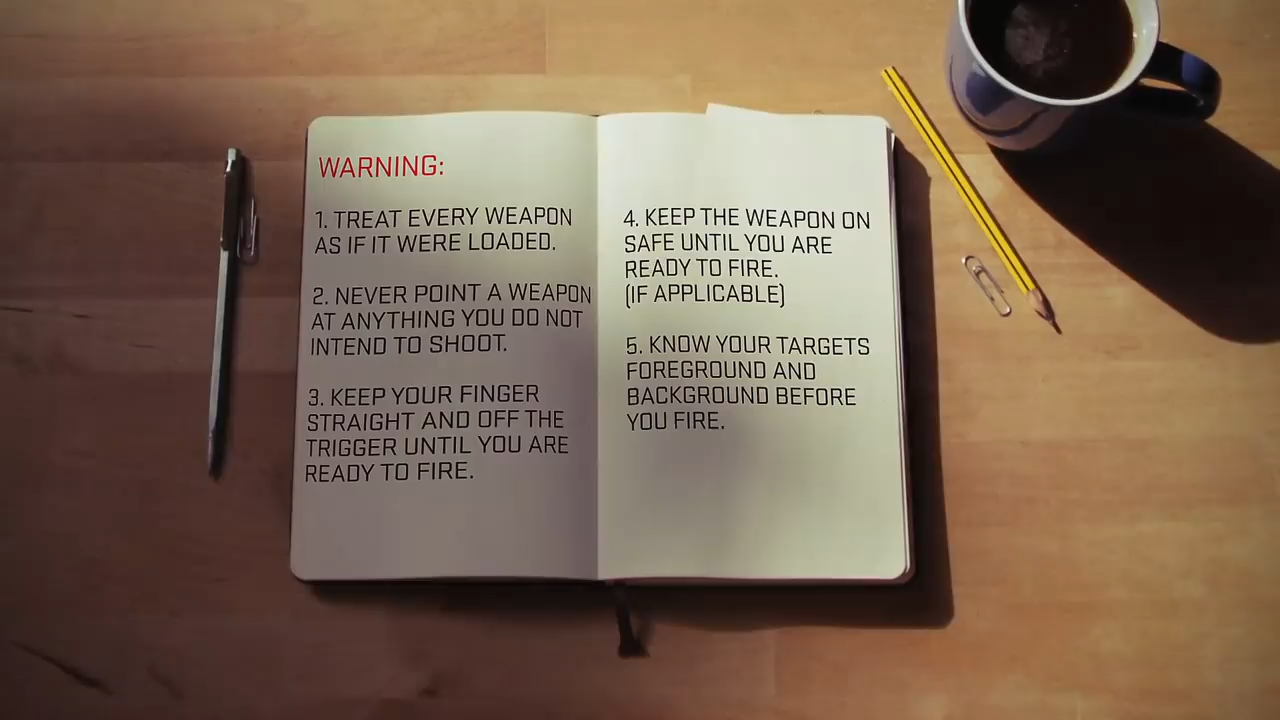 WARNING:
1. TREAT EVERY WEAPON
AS IF IT WERE LOADED.
2. NEVER POINT A WEAPON
AT ANYTHING YOU DO NOT
INTEND TO SHOOT.
3. KEEP YOUR FINGER
STRAIGHT AND OFF THE
TRIGGER UNTIL YOU ARE
READY TO FIRE.
4. KEEP THE WEAPON ON
SAFE UNTIL YOU ARE
READY TO FIRE.
(IF APPLICABLE)
5. KNOW YOUR TARGETS
FOREGROUND AND
BACKGROUND BEFORE
YOU FIRE.